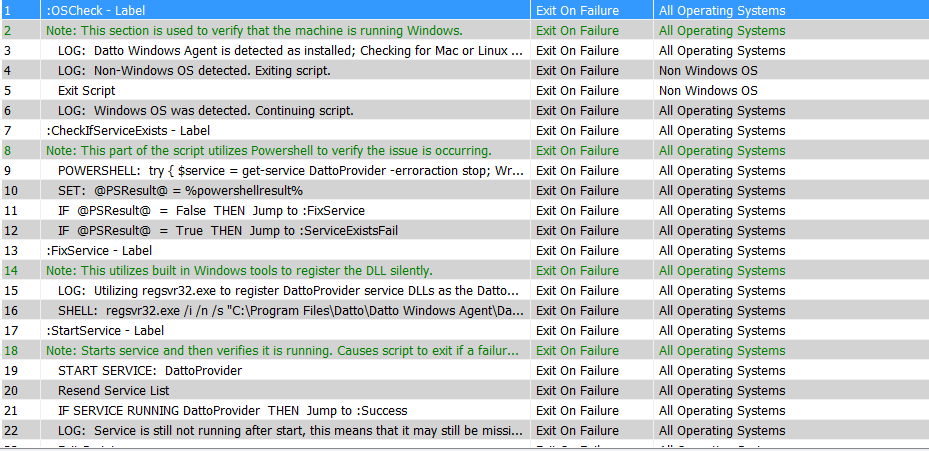 1 :OSCheck - Label Exit On Failure All Operating Systems
2 Note: This section is used to verify that the machine is running Windows. Exit On Failure All Operating Systems
3 LOG: Datto Windows Agent is detected as installed; Checking for Mac or Linux ... Exit On Failure All Operating Systems
4 LOG: Non-Windows OS detected. Exiting script. Exit On Failure Non Windows OS
5 Exit Script Exit On Failure Non Windows OS
6 LOG: Windows OS was detected. Continuing script. Exit On Failure All Operating Systems
7 :CheckIfServiceExists - Label Exit On Failure All Operating Systems
8 Note: This part of the script utilizes Powershell to verify the issue is occurring. Exit On Failure All Operating Systems
9 POWERSHELL: try { $service = get-service DattoProvider -erroraction stop; Wr... Exit On Failure All Operating Systems
10 SET: @PSResult@ = %powershellresult% Exit On Failure All Operating Systems
11 IF @PSResult@ = False THEN Jump to :FixService Exit On Failure All Operating Systems
12 IF @PSResult@ = True THEN Jump to :ServiceExistsFail Exit On Failure All Operating Systems
13 :FixService - Label Exit On Failure All Operating Systems
14 Note: This utilizes built in Windows tools to register the DLL silently. Exit On Failure All Operating Systems
15 LOG: Utilizing regsvr32.exe to register DattoProvider service DLLs as the Datto... Exit On Failure All Operating Systems
16 SHELL: regsvr32.exe /i /n /s "C:\Program Files\Datto\Datto Windows Agent\Da... Exit On Failure All Operating Systems
17 :StartService - Label Exit On Failure All Operating Systems
18 Note: Starts service and then verifies it is running. Causes script to exit if a failur... Exit On Failure All Operating Systems
19 START SERVICE: DattoProvider Exit On Failure All Operating Systems
20 Resend Service List Exit On Failure All Operating Systems
21 IF SERVICE RUNNING DattoProvider THEN Jump to :Success Exit On Failure All Operating Systems
22 LOG: Service is still not running after start, this means that it may still be missi... Exit On Failure All Operating Systems